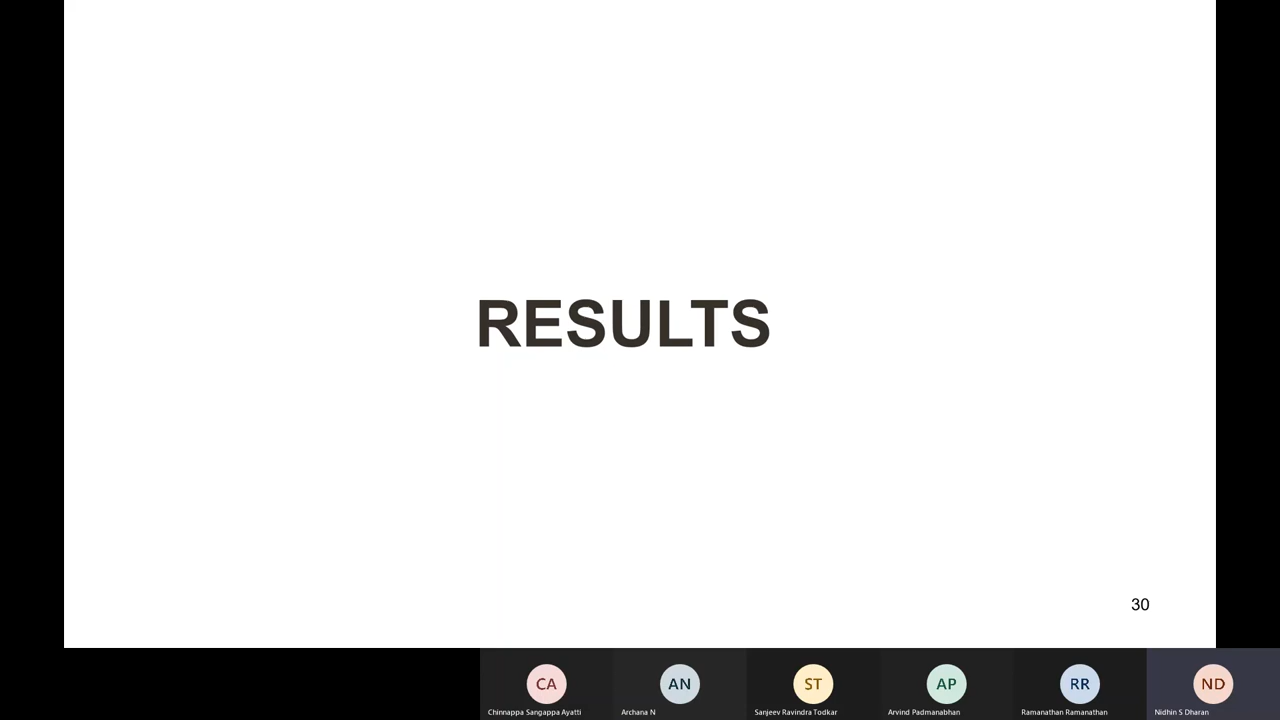 RESULTS
30
CA
AN
ST
AP
RR
ND
Chinnappa Sangappa Ayatti
Archana N
Sanjeev Ravindra Todkar
Arvind Padmanabhan
Ramanathan Ramanathan
Nidhin S Dharan